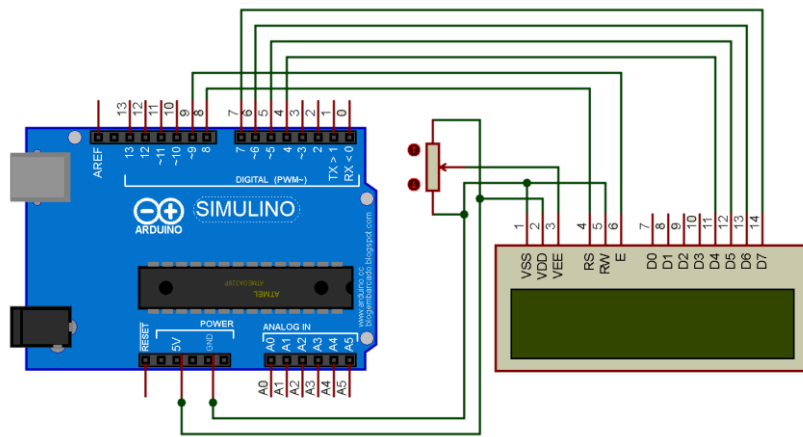 13
12
11
10
9
8
7
6
5
4
3
2
1
0
AREF
13
12
~11
~10
~9
8
7
~6
~5
4
~3
2
TX > 1
RX < 0
DIGITAL (PWM~)
ARDUINO
SIMULINO
ATMEL
ATMEGA328P
www.arduino.cc
blogembarcado.blogspot.com
RESET
5V
POWER
GND
ANALOG IN
A0
A1
A2
A3
A4
A5
A0
A1
A2
A3
A4
A5
1
2
3
4
5
6
7
8
9
10
11
12
13
14
VSS
VDD
VEE
RS
RW
E
D0
D1
D2
D3
D4
D5
D6
D7